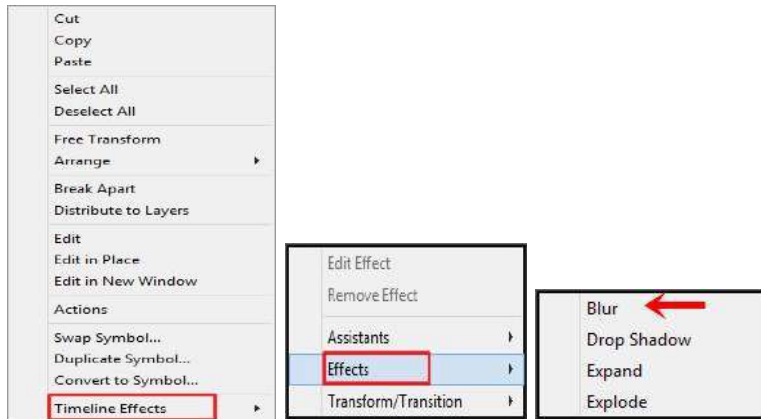 Cut
Copy
Paste
Select All
Deselect All
Free Transform
Arrange
Break Apart
Distribute to Layers
Edit
Edit in Place
Edit in New Window
Actions
Swap Symbol...
Duplicate Symbol...
Convert to Symbol...
Timeline Effects
Edit Effect
Remove Effect
Assistants
Effects
Transform/Transition
Blur
Drop Shadow
Expand
Explode